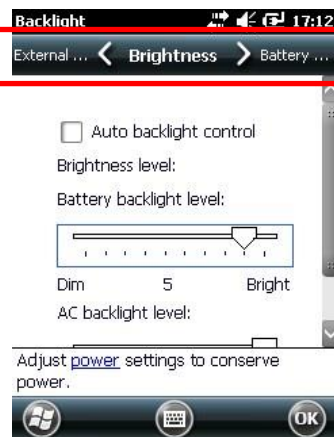 Backlight 17:12
External ... Brightness Battery ...
Auto backlight control
Brightness level:
Battery backlight level:
Dim 5 Bright
AC backlight level:
Adjust power settings to conserve
power.
OK